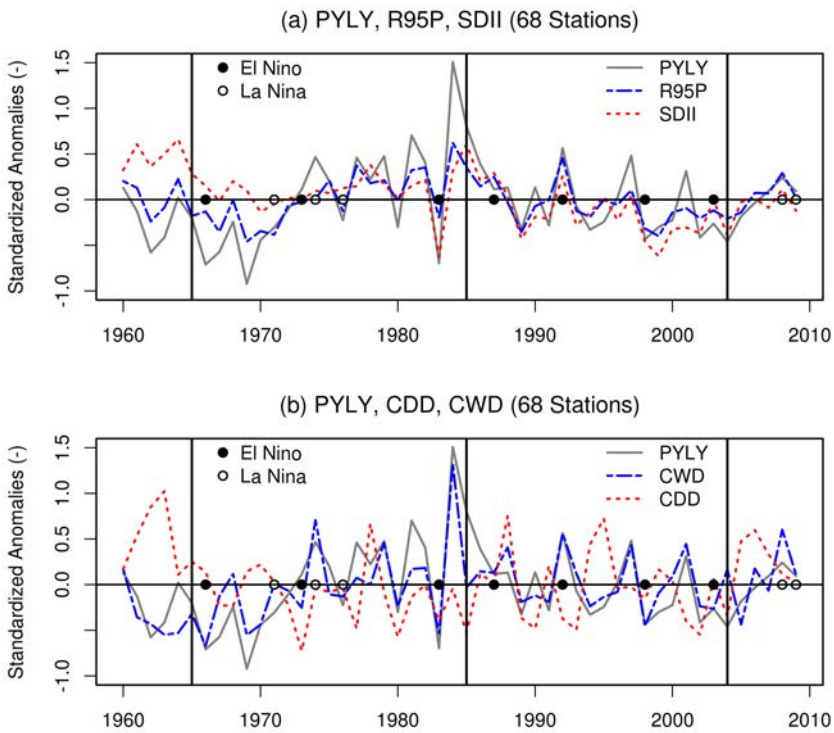 (a) PYLY, R95P, SDII (68 Stations)
Standardized Anomalies (-)
1.5
1.0
0.5
0.0
-1.0
El Nino
La Nina
PYLY
R95P
SDII
1960 1970 1980 1990 2000 2010
(b) PYLY, CDD, CWD (68 Stations)
Standardized Anomalies (-)
1.5
1.0
0.5
0.0
-1.0
El Nino
La Nina
PYLY
CWD
CDD
1960 1970 1980 1990 2000 2010